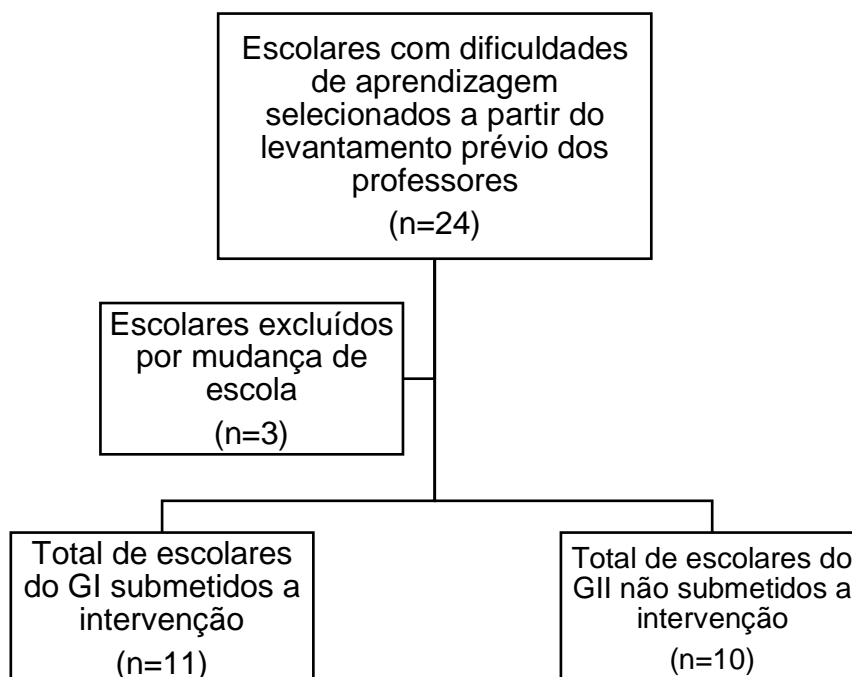 Escolares com dificuldades
de aprendizagem
selecionados a partir do
levantamento prévio dos
professores
(n=24)
Escolares excluídos
por mudança de
escola
(n=3)
Total de escolares
do GI submetidos a
intervenção
(n=11)
Total de escolares do
GII não submetidos a
intervenção
(n=10)